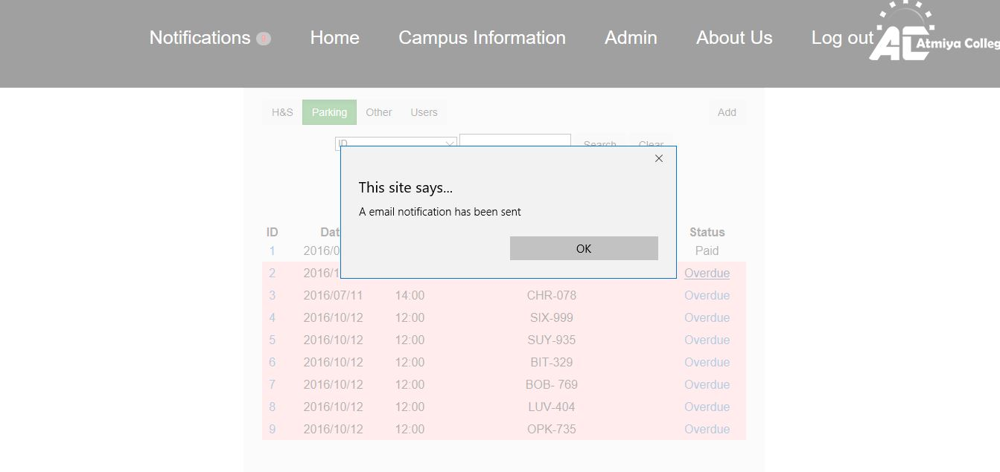 Notifications 9 Home Campus Information Admin About Us Log out
Atmiya Colleg
H&S Parking Other Users Add
ID Search Clear
This site says...
A email notification has been sent
OK
ID Dat Status
1 2016/0 Paid
2 2016/1 Overdue
3 2016/07/11 14:00 CHR-078 Overdue
4 2016/10/12 12:00 SIX-999 Overdue
5 2016/10/12 12:00 SUY-935 Overdue
6 2016/10/12 12:00 BIT-329 Overdue
7 2016/10/12 12:00 BOB- 769 Overdue
8 2016/10/12 12:00 LUV-404 Overdue
9 2016/10/12 12:00 OPK-735 Overdue